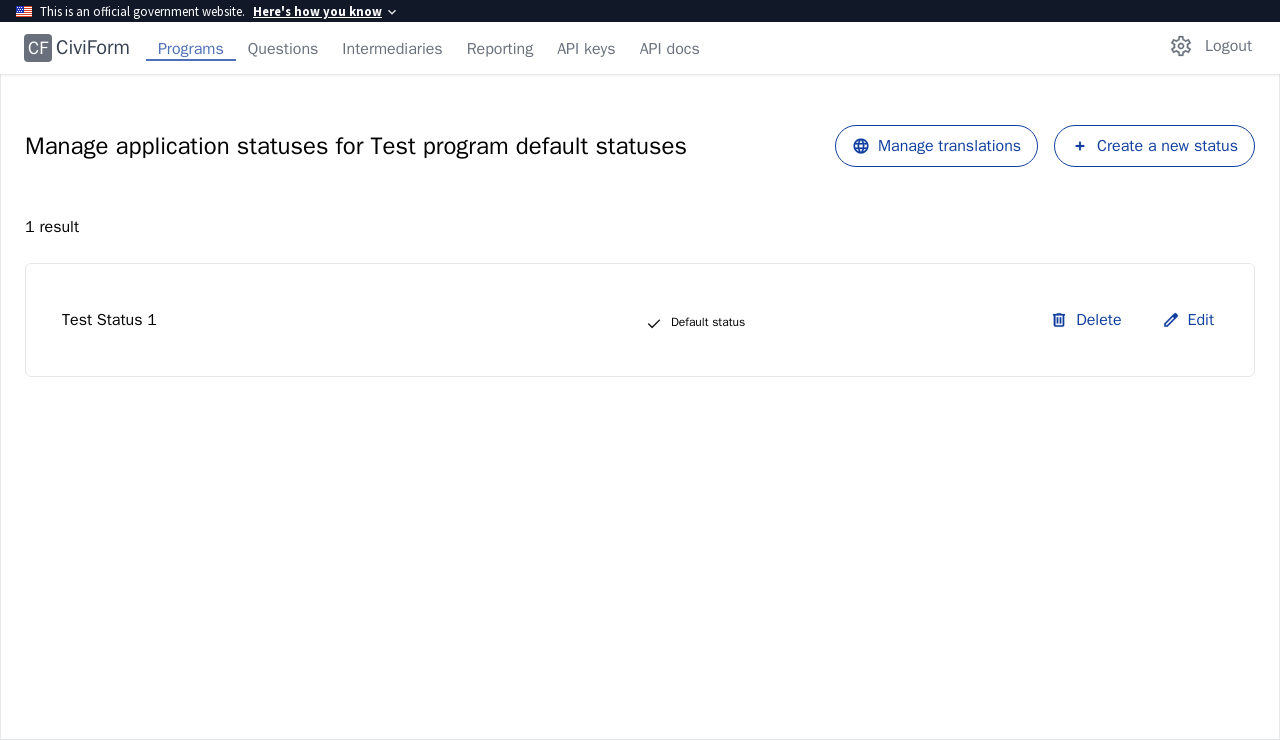 This is an official government website. Here's how you know
CF CiviForm Programs Questions Intermediaries Reporting API keys API docs Logout
Manage application statuses for Test program default statuses Manage translations Create a new status
1 result
Test Status 1 Default status Delete Edit